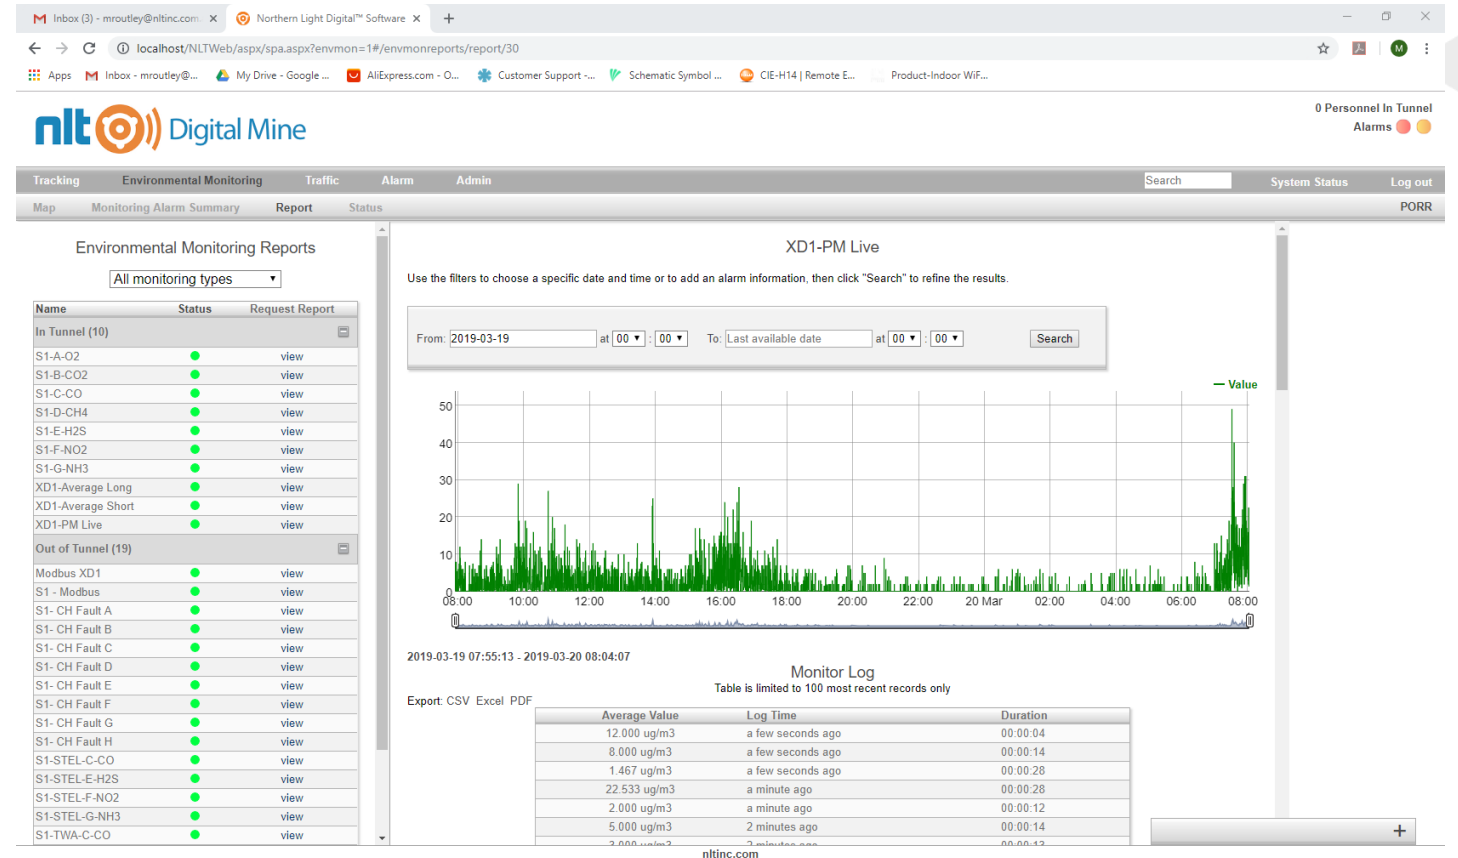 Inbox (3) - mroutley@nltinc.com
Northern Light Digital™ Software
localhost/NLTWeb/aspx/spa.aspx?envmon=1#/envmonreports/report/30
M
Apps Inbox - mroutley@... My Drive - Google ... AliExpress.com - O... Customer Support -... Schematic Symbol ... CIE-H14 | Remote E... Product-Indoor WiF...
nlt Digital Mine
0 Personnel In Tunnel
Alarms
Tracking Environmental Monitoring Traffic Alarm Admin Search System Status Log out
Map Monitoring Alarm Summary Report Status PORR
Environmental Monitoring Reports
All monitoring types
Name Status Request Report
In Tunnel (10)
S1-A-O2 view
S1-B-CO2 view
S1-C-CO view
S1-D-CH4 view
S1-E-H2S view
S1-F-NO2 view
S1-G-NH3 view
XD1-Average Long view
XD1-Average Short view
XD1-PM Live view
Out of Tunnel (19)
Modbus XD1 view
S1 - Modbus view
S1- CH Fault A view
S1- CH Fault B view
S1- CH Fault C view
S1- CH Fault D view
S1- CH Fault E view
S1- CH Fault F view
S1- CH Fault G view
S1- CH Fault H view
S1-STEL-C-CO view
S1-STEL-E-H2S view
S1-STEL-F-NO2 view
S1-STEL-G-NH3 view
S1-TWA-C-CO view
XD1-PM Live
Use the filters to choose a specific date and time or to add an alarm information, then click "Search" to refine the results.
From: 2019-03-19 at 00 : 00 To: Last available date at 00 : 00 Search
Value
50
40
30
20
10
0
08:00 10:00 12:00 14:00 16:00 18:00 20:00 22:00 20 Mar 02:00 04:00 06:00 08:00
2019-03-19 07:55:13 - 2019-03-20 08:04:07
Monitor Log
Table is limited to 100 most recent records only
Export: CSV Excel PDF
Average Value Log Time Duration
12.000 ug/m3 a few seconds ago 00:00:04
8.000 ug/m3 a few seconds ago 00:00:14
1.467 ug/m3 a few seconds ago 00:00:28
22.533 ug/m3 a minute ago 00:00:28
2.000 ug/m3 a minute ago 00:00:12
5.000 ug/m3 2 minutes ago 00:00:14
3.000 ug/m3 2 minutes ago 00:00:13
+
nltinc.com